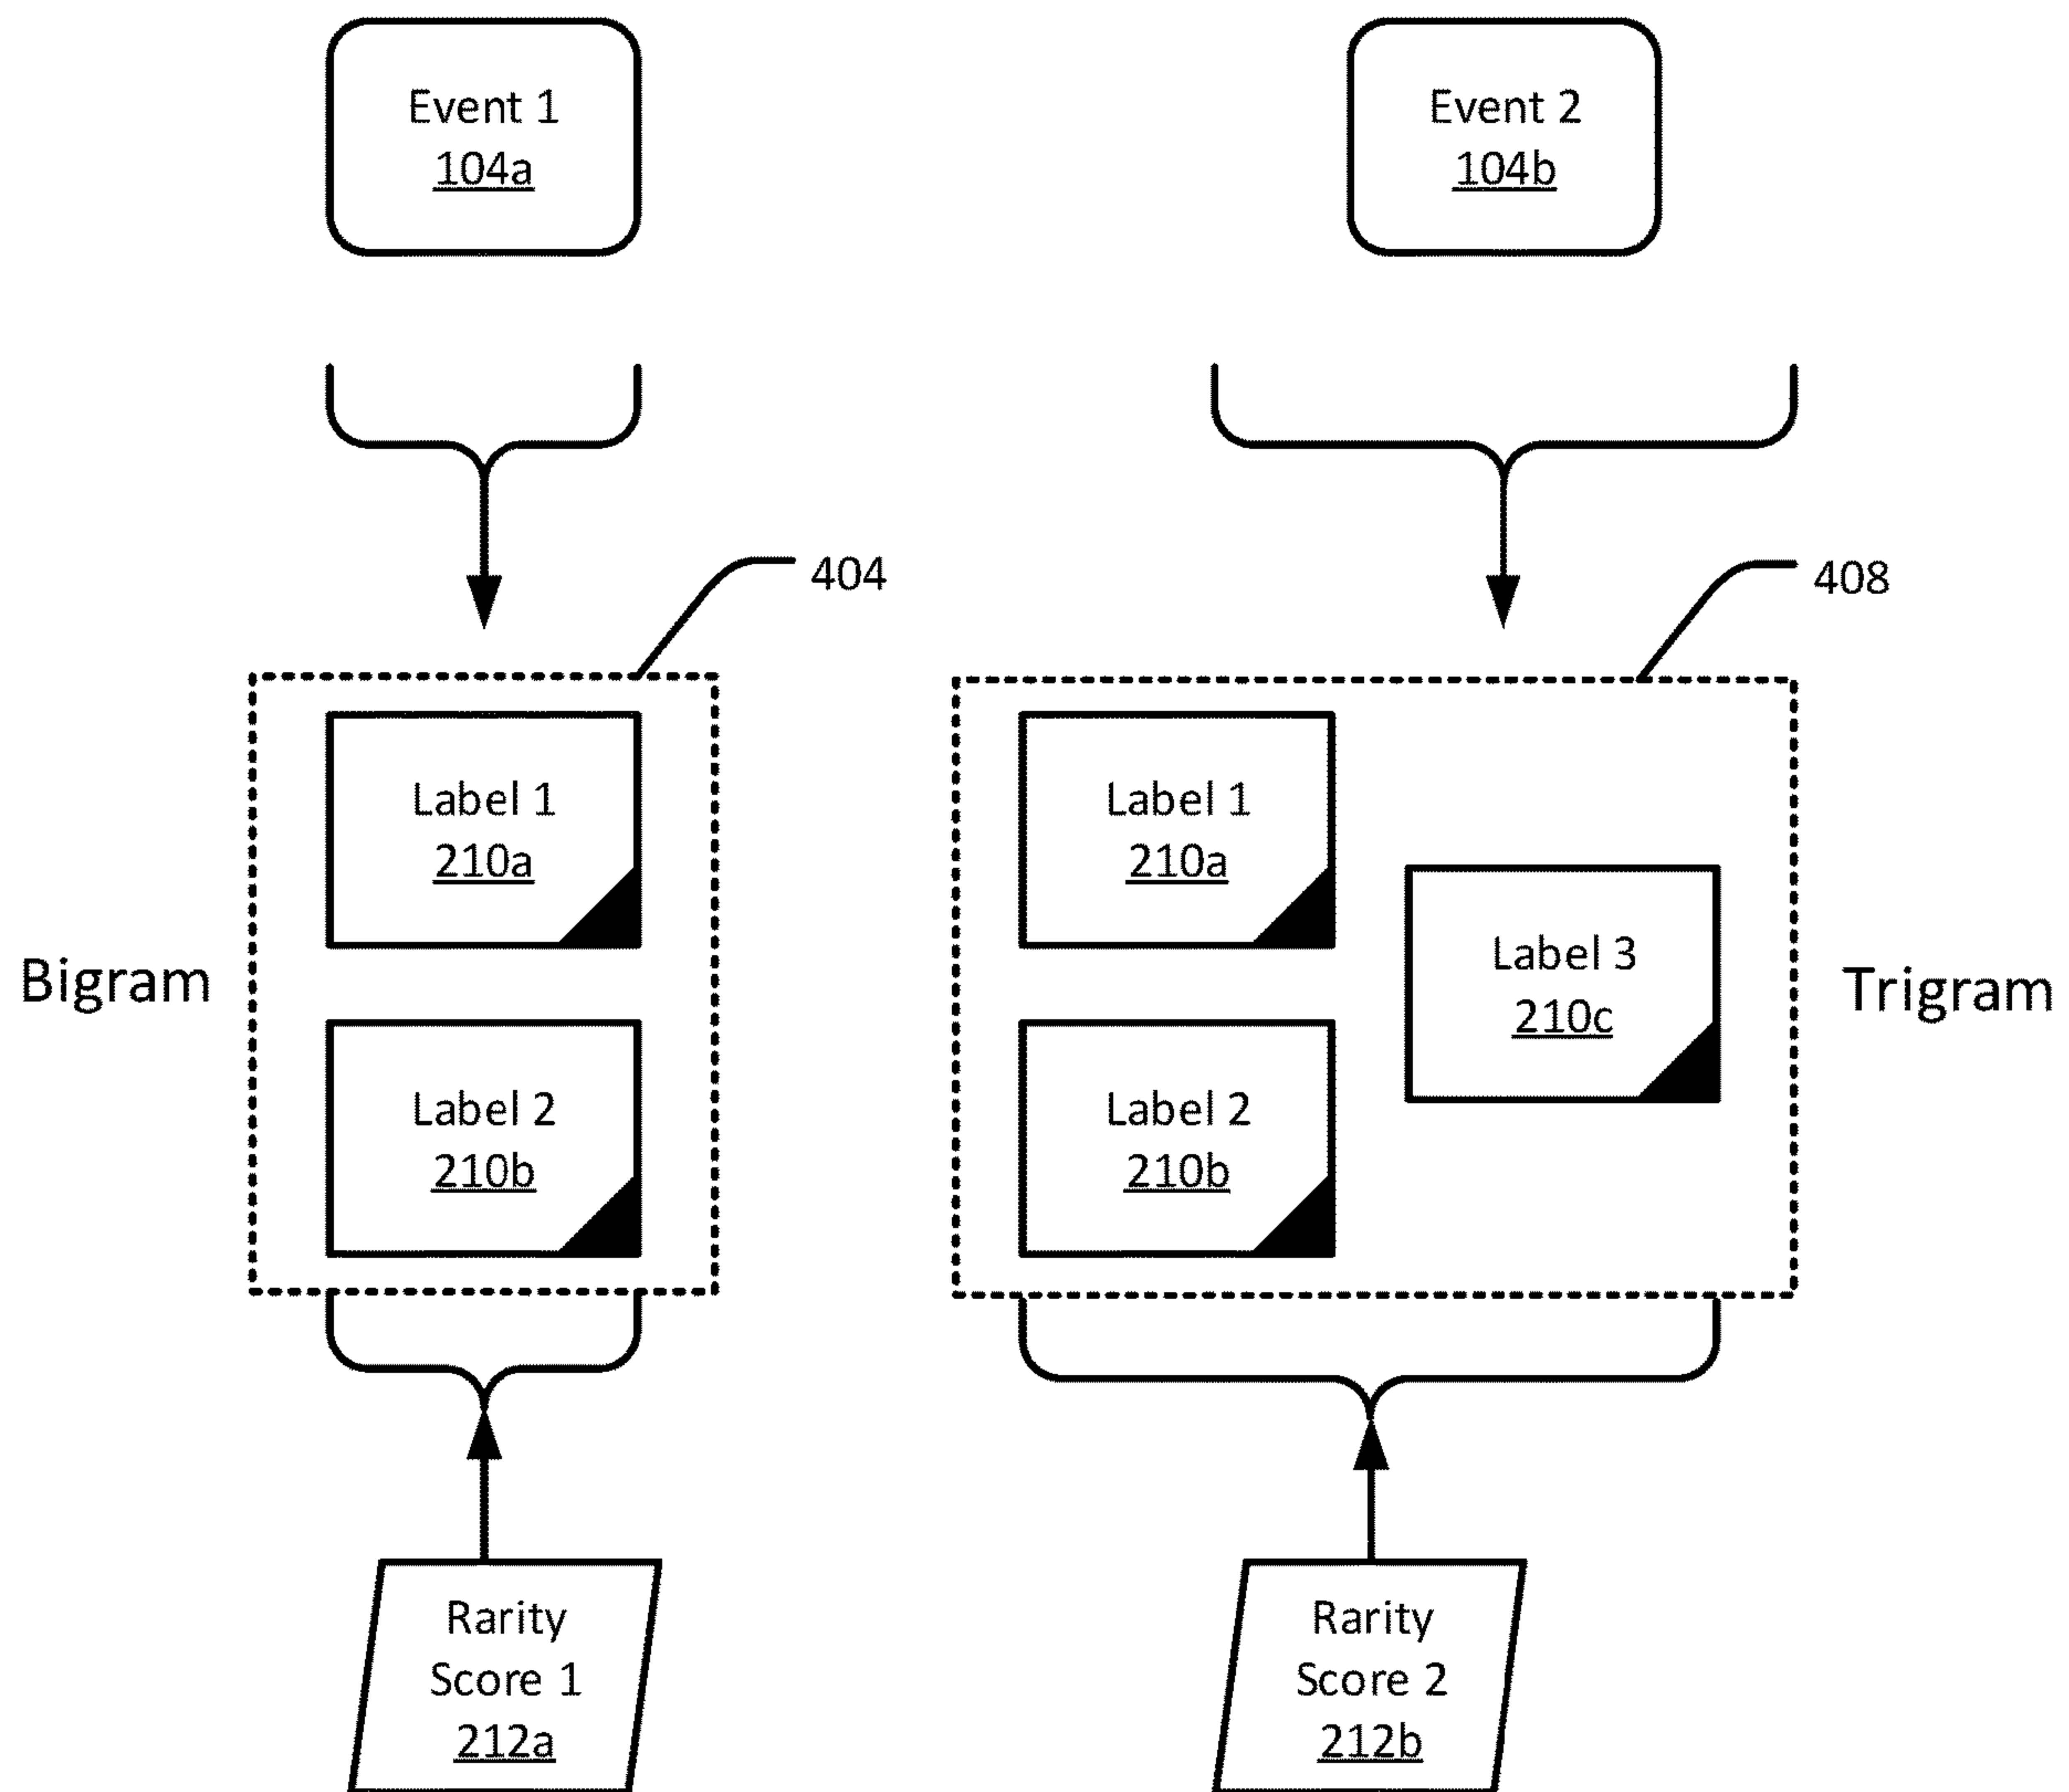 Event 1
104a
Event 2
104b
404
408
Label 1
210a
Label 1
210a
Label 3
210c
Bigram
Trigram
Label 2
210b
Label 2
210b
Rarity
Score 1
212a
Rarity
Score 2
212b